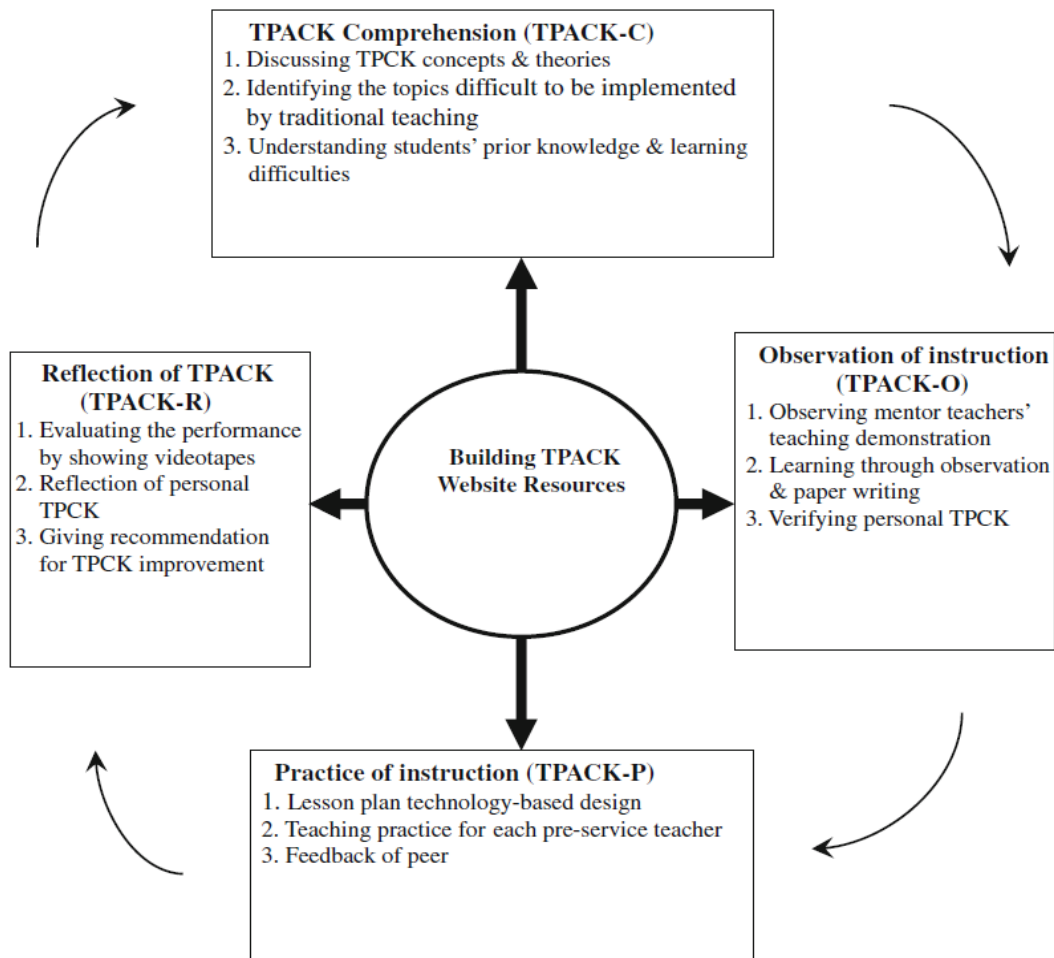 TPACK Comprehension (TPACK-C)
1. Discussing TPCK concepts & theories
2. Identifying the topics difficult to be implemented
by traditional teaching
3. Understanding students' prior knowledge & learning
difficulties
Reflection of TPACK
(TPACK-R)
1. Evaluating the performance
by showing videotapes
2. Reflection of personal
TPCK
3. Giving recommendation
for TPCK improvement
Building TPACK
Website Resources
Observation of instruction
(TPACK-O)
1. Observing mentor teachers'
teaching demonstration
2. Learning through observation
& paper writing
3. Verifying personal TPCK
Practice of instruction (TPACK-P)
1. Lesson plan technology-based design
2. Teaching practice for each pre-service teacher
3. Feedback of peer